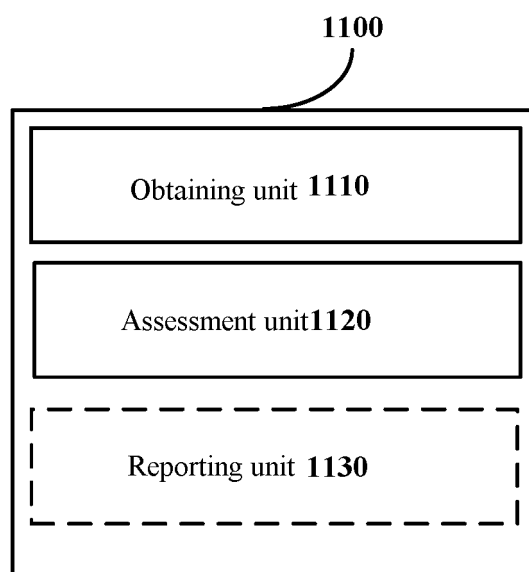 1100
Obtaining unit 1110
Assessment unit1120
Reporting unit 1130